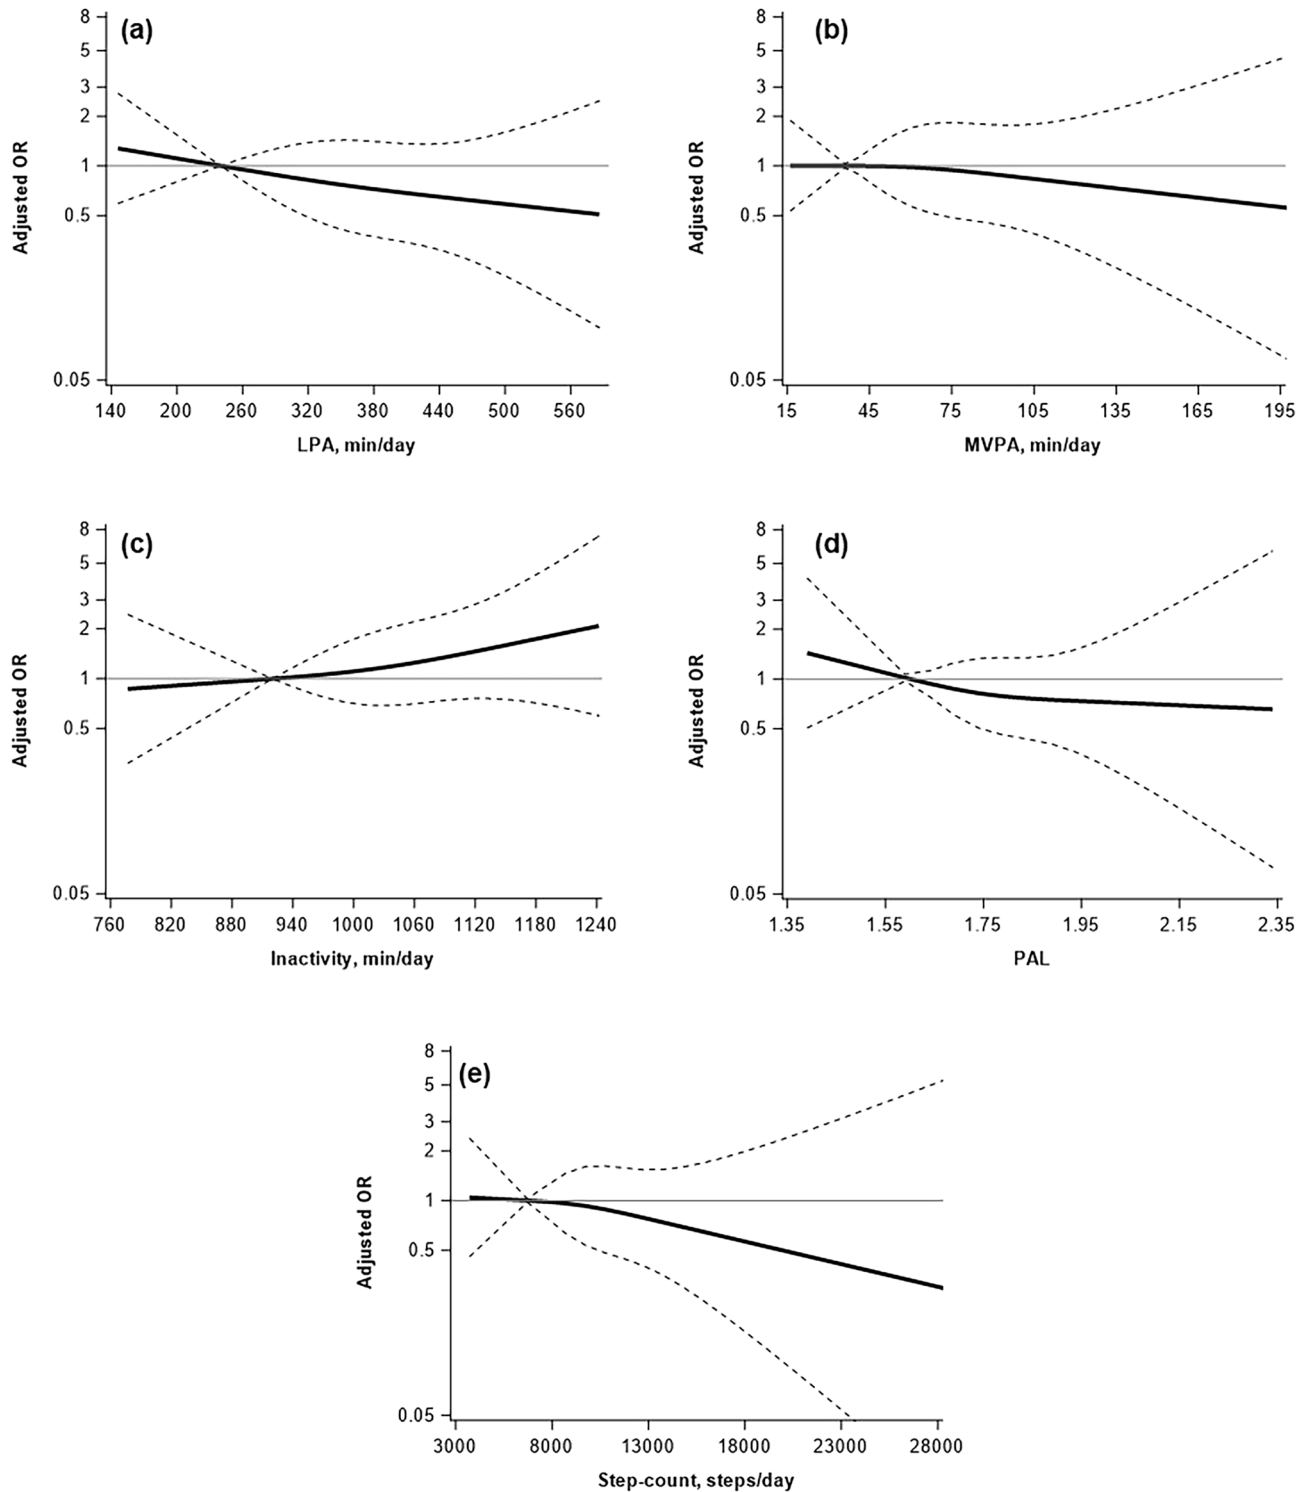 (a)
8
5
3
2
1
0.5
0.05
Adjusted OR
140 200 260 320 380 440 500 560
LPA, min/day
(b)
8
5
3
2
1
0.5
0.05
Adjusted OR
15 45 75 105 135 165 195
MVPA, min/day
(c)
8
5
3
2
1
0.5
0.05
Adjusted OR
760 820 880 940 1000 1060 1120 1180 1240
Inactivity, min/day
(d)
8
5
3
2
1
0.5
0.05
Adjusted OR
1.35 1.55 1.75 1.95 2.15 2.35
PAL
(e)
8
5
3
2
1
0.5
0.05
Adjusted OR
3000 8000 13000 18000 23000 28000
Step-count, steps/day